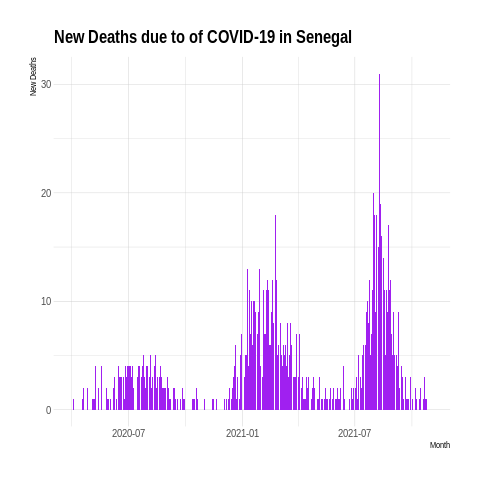 New Deaths due to of COVID-19 in Senegal
New Deaths
30
20
10
0
2020-07
2021-01
2021-07
Month